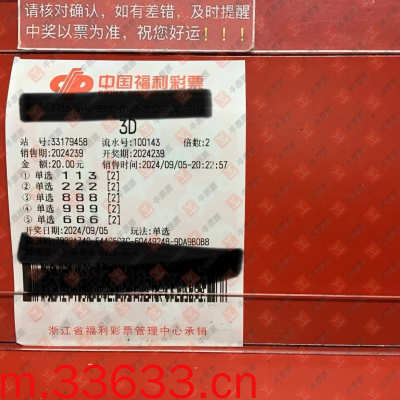 请核对确认，如有差错，及时提醒
中奖以票为准，祝您好运！！！
中国福利彩票
3D
站 号:33179458 流水号:100143 倍数:2
销售期:2024239 开奖期:2024239
金 额:20.00元 销售时间:2024/09/05-20:22:57
① 单选 1 1 3 [2]
② 单选 2 2 2 [2]
③ 单选 8 8 8 [2]
④ 单选 9 9 9 [2]
⑤ 单选 6 6 6 [2]
开奖日期:2024/09/05 玩法:单选
浙江省福利彩票管理中心承销
m.33633.cn